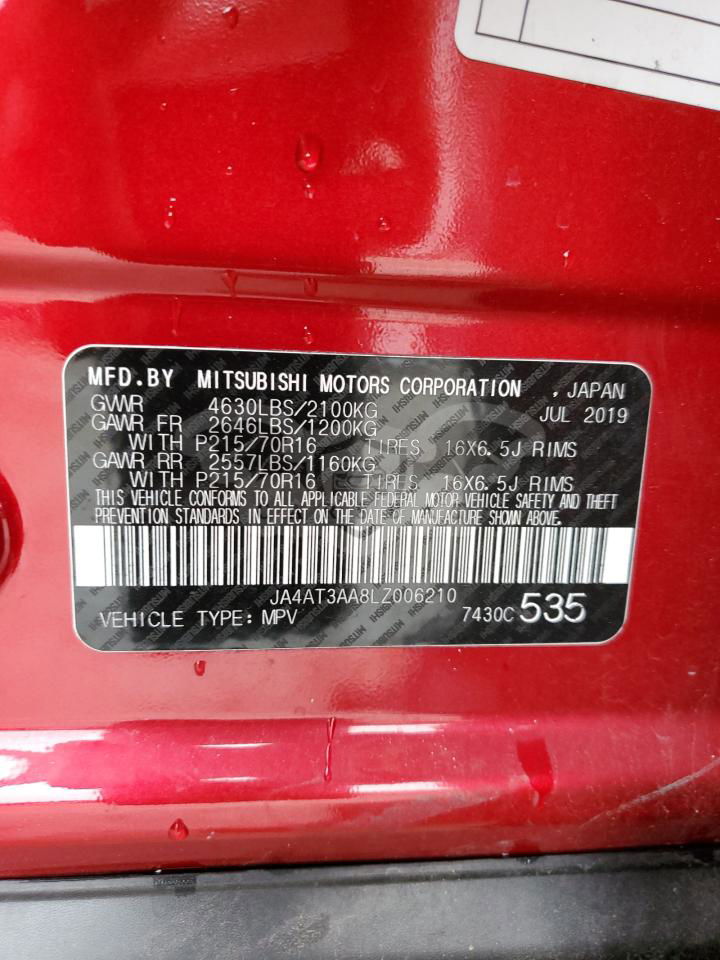 MFD.BY MITSUBISHI MOTORS CORPORATION , JAPAN
GVWR 4630LBS/2100KG JUL 2019
GAWR FR 2646LBS/1200KG
WITH P215/70R16 TIRES 16X6.5J RIMS
GAWR RR 2557LBS/1160KG
WITH P215/70R16 TIRES 16X6.5J RIMS
THIS VEHICLE CONFORMS TO ALL APPLICABLE FEDERAL MOTOR VEHICLE SAFETY AND THEFT
PREVENTION STANDARDS IN EFFECT ON THE DATE OF MANUFACTURE SHOWN ABOVE.
JA4AT3AA8LZ006210
VEHICLE TYPE: MPV 7430C 535